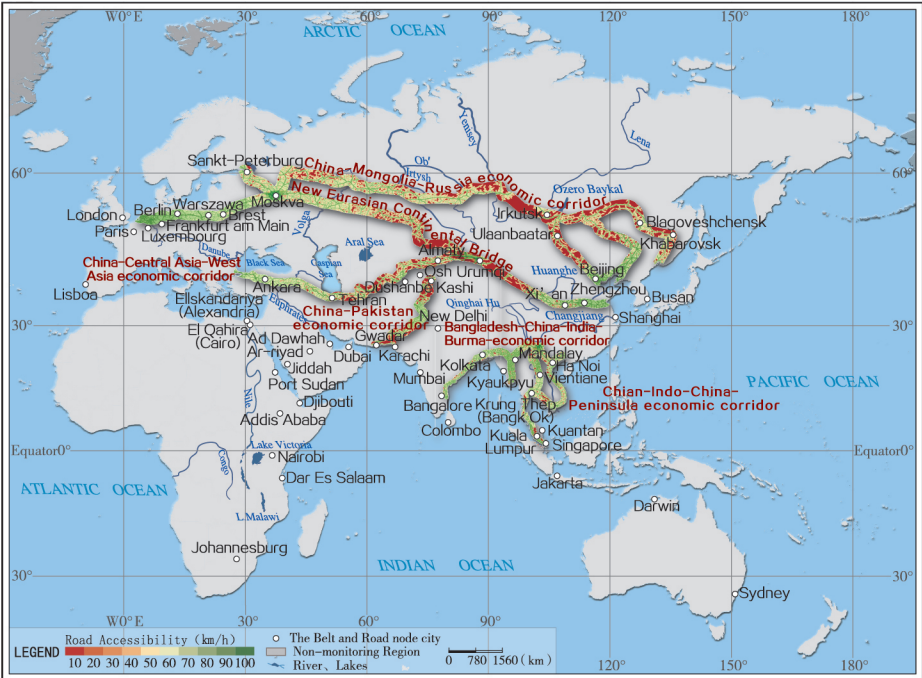 W0°E
30°
60°
90°
120°
150°
180°
ARCTIC OCEAN
Yenisey
Lena
Ob'
Irtysh
Sankt-Peterburg
60°
60°
China-Mongolia-Russia economic corridor
Ozero Baykal
New Eurasian Continental Bridge
Moskva
Warszawa
Berlin
Brest
London
Frankfurt am Main
Paris
Luxembourg
Irkutsk
Blagoveshchensk
Ulaanbaatar
Khabarovsk
Volga
Aral Sea
Almaty
Danube
Black Sea
Caspian
Sea
China-Central Asia-West
Asia economic corridor
Osh
Urumqi
Huanghe
Beijing
Ankara
Dushanbe
Kashi
Zhengzhou
Lisboa
Tehran
Xi'an
Busan
Ellskandariya
(Alexandria)
Euphrates
China-Pakistan
economic corridor
Qinghai Hu
Changjiang
Shanghai
New Delhi
30°
30°
El Qahira
(Cairo)
Ad Dawhah
Gwadar
Bangladesh-China-India-
Burma-economic corridor
Ar-riyad
Dubai
Karachi
Kolkata
Mandalay
Jiddah
Ha Noi
Mumbai
Kyaukpyu
Vientiane
Port Sudan
PACIFIC OCEAN
Chian-Indo-China-
Peninsula economic corridor
Nile
Djibouti
Bangalore
Krung Thep
(Bangk Ok)
Addis Ababa
Colombo
Kuala
Lumpur
Kuantan
Singapore
Lake Victoria
Equator0°
Equator0°
Nairobi
Congo
Dar Es Salaam
Jakarta
ATLANTIC OCEAN
L.Malawi
Darwin
Johannesburg
INDIAN OCEAN
30°
30°
Sydney
LEGEND
Road Accessibility (km/h)
10 20 30 40 50 60 70 80 90 100
The Belt and Road node city
Non-monitoring Region
River、Lakes
0 780 1560 (km)
W0°E
30°
60°
90°
120°
150°
180°